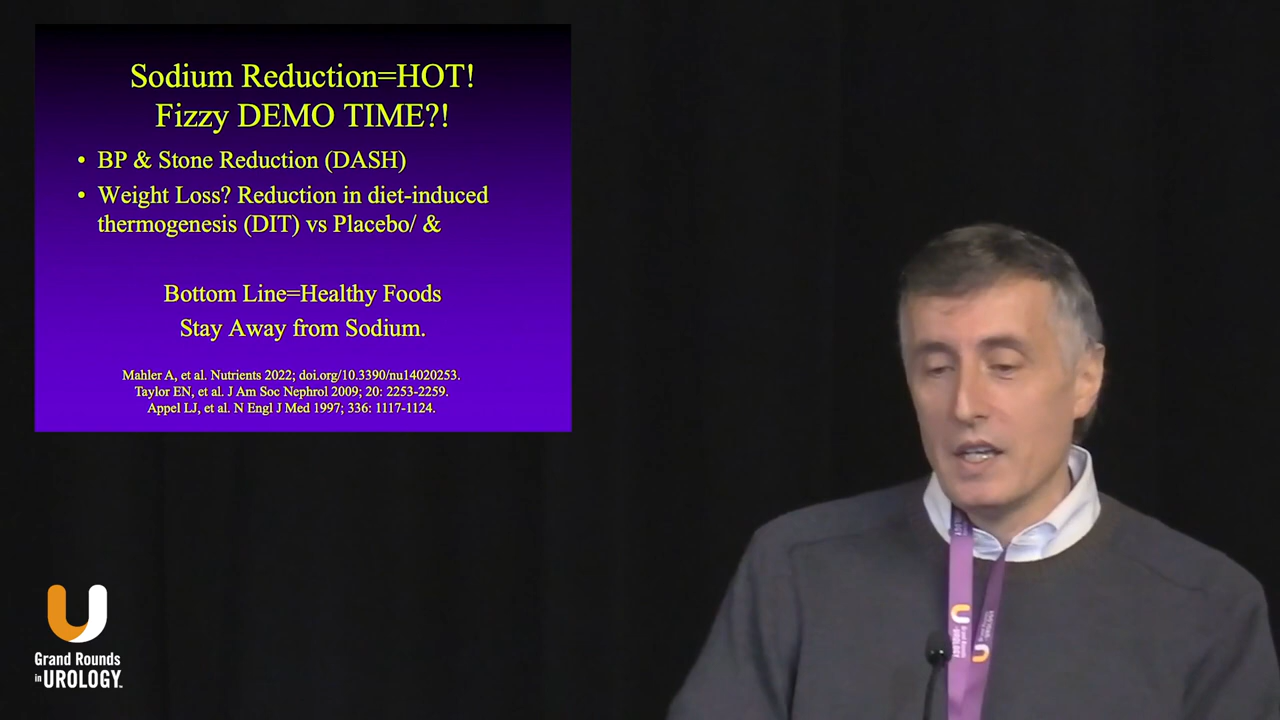 Sodium Reduction=HOT!
Fizzy DEMO TIME?!
• BP & Stone Reduction (DASH)
• Weight Loss? Reduction in diet-induced
thermogenesis (DIT) vs Placebo/ &
Bottom Line=Healthy Foods
Stay Away from Sodium.
Mahler A, et al. Nutrients 2022; doi.org/10.3390/nu14020253.
Taylor EN, et al. J Am Soc Nephrol 2009; 20: 2253-2259.
Appel LJ, et al. N Engl J Med 1997; 336: 1117-1124.
Grand Rounds
in UROLOGY™